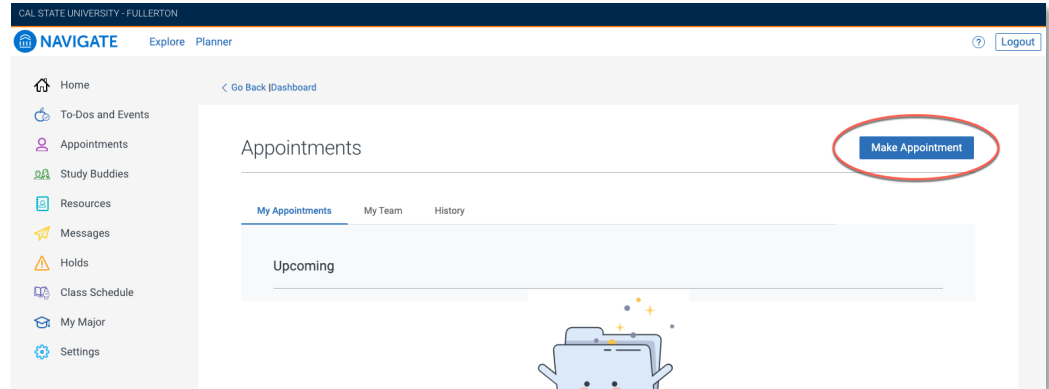 CAL STATE UNIVERSITY - FULLERTON
NAVIGATE Explore Planner ? Logout
Home
< Go Back |Dashboard
To-Dos and Events
Appointments
Study Buddies
Resources
Messages
Holds
Class Schedule
My Major
Settings
Appointments Make Appointment
My Appointments My Team History
Upcoming